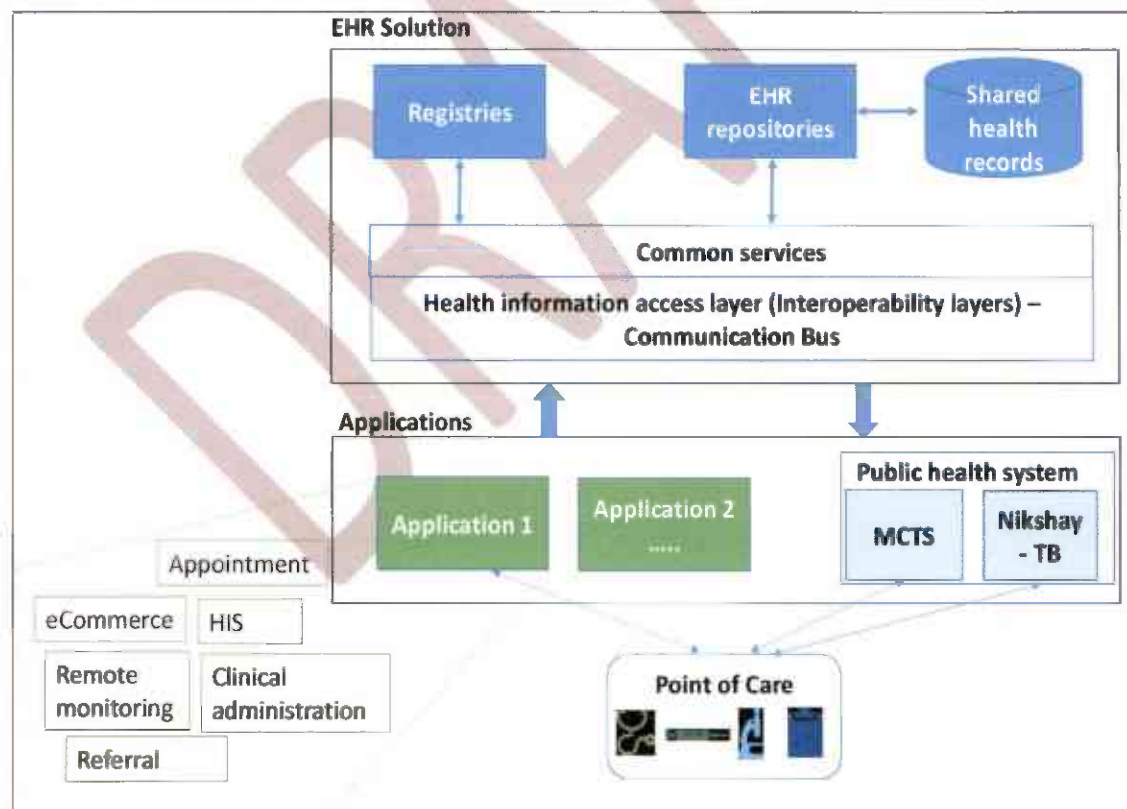 EHR Solution
Registries
EHR
repositories
Shared
health
records
Common services
Health information access layer (Interoperability layers) –
Communication Bus
Applications
Application 1
Application 2
.....
Public health system
MCTS
Nikshay
- TB
Appointment
eCommerce
HIS
Remote
monitoring
Clinical
administration
Referral
Point of Care
DRA